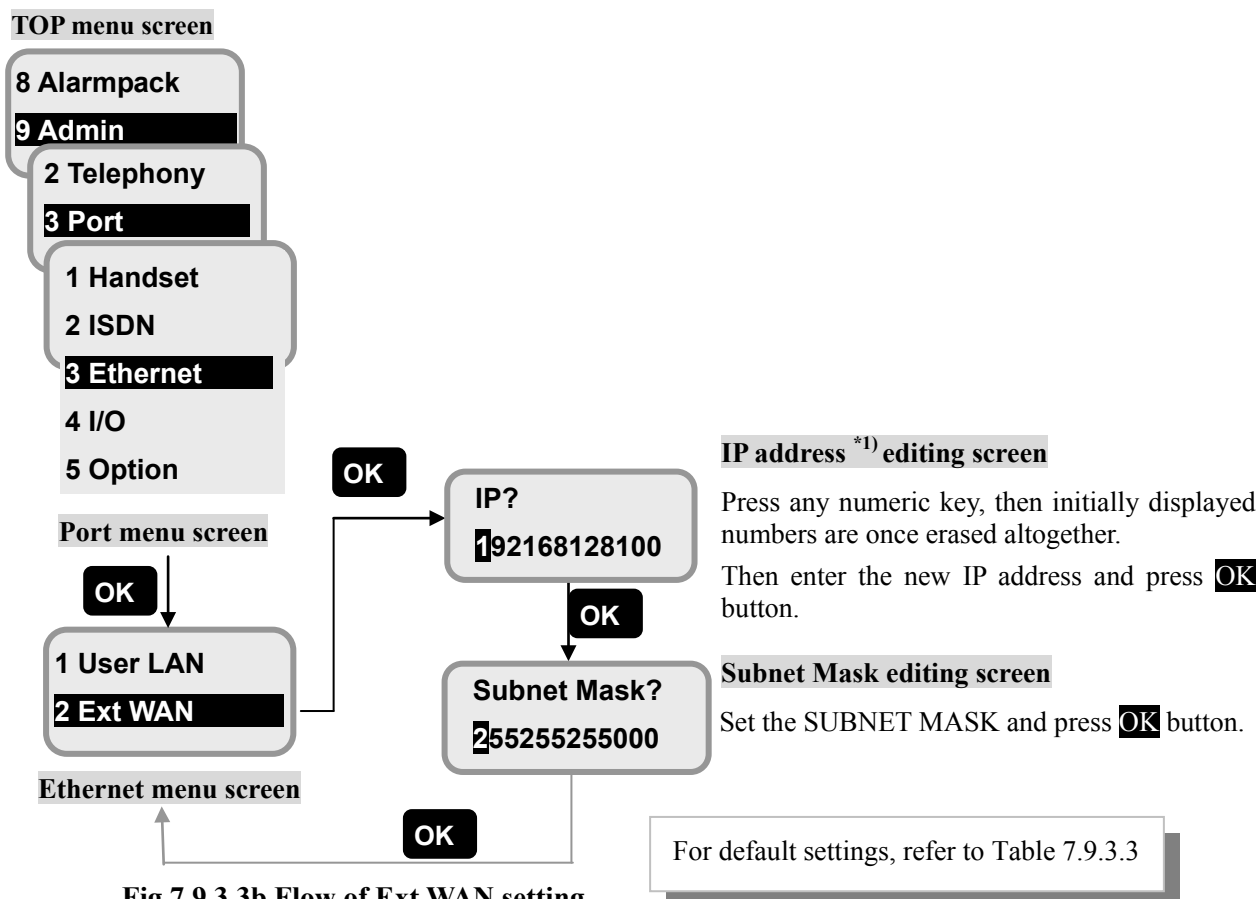 TOP menu screen
8 Alarmpack
9 Admin
2 Telephony
3 Port
1 Handset
2 ISDN
3 Ethernet
4 I/O
5 Option
Port menu screen
OK
1 User LAN
2 Ext WAN
Ethernet menu screen
OK
IP?
192168128100
OK
Subnet Mask?
255255255000
OK
IP address *1) editing screen
Press any numeric key, then initially displayed
numbers are once erased altogether.
Then enter the new IP address and press OK
button.
Subnet Mask editing screen
Set the SUBNET MASK and press OK button.
For default settings, refer to Table 7.9.3.3
Fig 7.9.3.3b Flow of Ext WAN setting